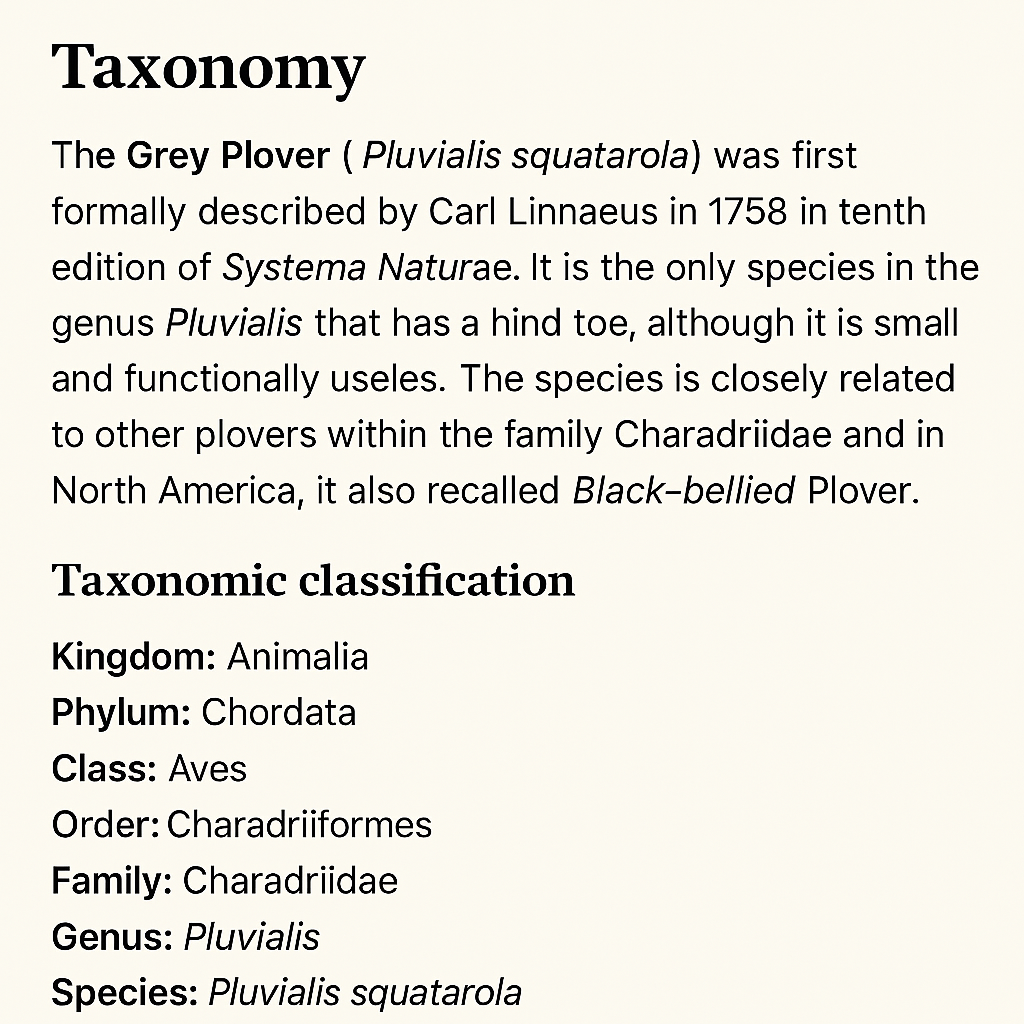 Taxonomy
The Grey Plover ( Pluvialis squatarola) was first
formally described by Carl Linnaeus in 1758 in tenth
edition of Systema Naturae. It is the only species in the
genus Pluvialis that has a hind toe, although it is small
and functionally useles. The species is closely related
to other plovers within the family Charadriidae and in
North America, it also recalled Black–bellied Plover.
Taxonomic classification
Kingdom: Animalia
Phylum: Chordata
Class: Aves
Order: Charadriiformes
Family: Charadriidae
Genus: Pluvialis
Species: Pluvialis squatarola